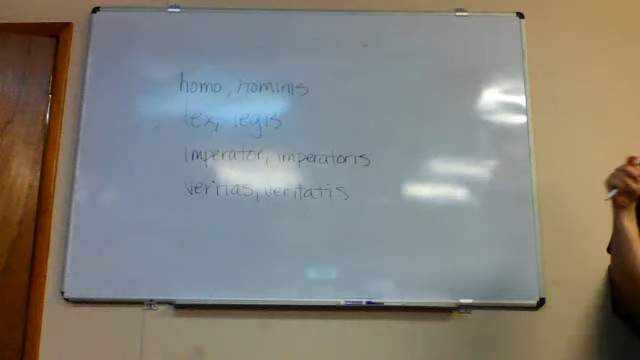 homo, hominis
lex, legis
imperator, imperatoris
veritas, veritatis